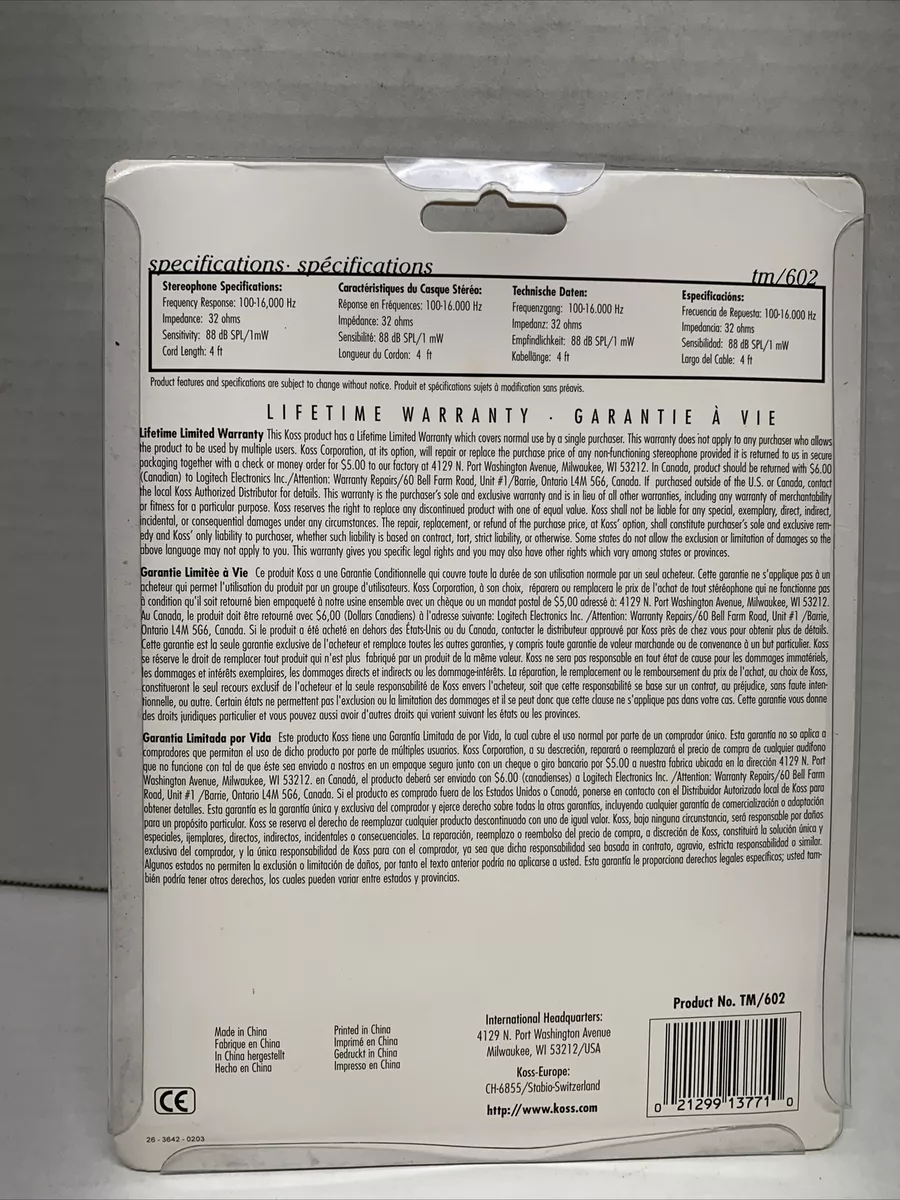 specifications· spécifications
tm/602
Stereophone Specifications:
Frequency Response: 100-16,000 Hz
Impedance: 32 ohms
Sensitivity: 88 dB SPL/1mW
Cord Length: 4 ft
Caractéristiques du Casque Stéréo:
Réponse en Fréquences: 100-16.000 Hz
Impédance: 32 ohms
Sensibilité: 88 dB SPL/1 mW
Longueur du Cordon: 4 ft
Technische Daten:
Frequenzgang: 100-16.000 Hz
Impedanz: 32 ohms
Empfindlichkeit: 88 dB SPL/1 mW
Kabellänge: 4 ft
Especificacións:
Frecuencia de Repuesta: 100-16.000 Hz
Impedancia: 32 ohms
Sensibilidad: 88 dB SPL/1 mW
Largo del Cable: 4 ft
Product features and specifications are subject to change without notice. Produit et spécifications sujets à modification sans préavis.
LIFETIME WARRANTY · GARANTIE À VIE
Lifetime Limited Warranty This Koss product has a Lifetime Limited Warranty which covers normal use by a single purchaser. This warranty does not apply to any purchaser who allows
the product to be used by multiple users. Koss Corporation, at its option, will repair or replace the purchase price of any non-functioning stereophone provided it is returned to us in secure
packaging together with a check or money order for $5.00 to our factory at 4129 N. Port Washington Avenue, Milwaukee, WI 53212. In Canada, product should be returned with $6.00
(Canadian) to Logitech Electronics Inc./Attention: Warranty Repairs/60 Bell Farm Road, Unit #1/Barrie, Ontario L4M 5G6, Canada. If purchased outside of the U.S. or Canada, contact
the local Koss Authorized Distributor for details. This warranty is the purchaser's sole and exclusive warranty and is in lieu of all other warranties, including any warranty of merchantability
or fitness for a particular purpose. Koss reserves the right to replace any discontinued product with one of equal value. Koss shall not be liable for any special, exemplary, direct, indirect,
incidental, or consequential damages under any circumstances. The repair, replacement, or refund of the purchase price, at Koss' option, shall constitute purchaser's sole and exclusive rem-
edy and Koss' only liability to purchaser, whether such liability is based on contract, tort, strict liability, or otherwise. Some states do not allow the exclusion or limitation of damages so the
above language may not apply to you. This warranty gives you specific legal rights and you may also have other rights which vary among states or provinces.
Garantie Limitèe à Vie Ce produit Koss a une Garantie Conditionnelle qui couvre toute la durée de son utilisation normale par un seul acheteur. Cette garantie ne s'applique pas à un
acheteur qui permet l'utilisation du produit par un groupe d'utilisateurs. Koss Corporation, à son choix, réparera ou remplacera le prix de l'achat de tout stéréophone qui ne fonctionne pas
à condition qu'il soit retourné bien empaqueté à notre usine ensemble avec un chèque ou un mandat postal de $5,00 adressé à: 4129 N. Port Washington Avenue, Milwaukee, WI 53212.
Au Canada, le produit doit être retourné avec $6,00 (Dollars Canadiens) à l'adresse suivante: Logitech Electronics Inc. /Attention: Warranty Repairs/60 Bell Farm Road, Unit #1 /Barrie,
Ontario L4M 5G6, Canada. Si le produit a été acheté en dehors des États-Unis ou du Canada, contacter le distributeur approuvé par Koss près de chez vous pour obtenir plus de détails.
Cette garantie est la seule garantie exclusive de l'acheteur et remplace toutes les autres garanties, y compris toute garantie de valeur marchande ou de convenance à un but particulier. Koss
se réserve le droit de remplacer tout produit qui n'est plus fabriqué par un produit de la même valeur. Koss ne sera pas responsable en tout état de cause pour les dommages immatériels,
les dommages et intérêts exemplaires, les dommages directs et indirects ou les dommage-intérêts. La réparation, le remplacement ou le remboursement du prix de l'achat, au choix de Koss,
constitueront le seul recours exclusif de l'acheteur et la seule responsabilité de Koss envers l'acheteur, soit que cette responsabilité se base sur un contrat, au préjudice, sans faute inten-
tionnelle, ou autre. Certain états ne permettent pas l'exclusion ou la limitation des dommages et il se peut donc que cette clause ne s'applique pas dans votre cas. Cette garantie vous donne
des droits juridiques particulier et vous pouvez aussi avoir d'autres droits qui varient suivant les états ou les provinces.
Garantía Limitada por Vida Este producto Koss tiene una Garantía Limitada de por Vida, la cual cubre el uso normal por parte de un comprador único. Esta garantía no so aplica a
compradores que permitan el uso de dicho producto por parte de múltiples usuarios. Koss Corporation, a su descreción, reparará o reemplazará el precio de compra de cualquier audífono
que no funcione con tal de que éste sea enviado a nostros en un empaque seguro junto con un cheque o giro bancario por $5.00 a nuestra fabrica ubicada en la dirección 4129 N. Port
Washington Avenue, Milwaukee, WI 53212. en Canadá, el producto deberá ser enviado con $6.00 (canadienses) a Logitech Electronics Inc. /Attention: Warranty Repairs/60 Bell Farm
Road, Unit #1 /Barrie, Ontario L4M 5G6, Canada. Si el producto es comprado fuera de los Estados Unidos o Canadá, ponerse en contacto con el Distribuidor Autorizado local de Koss para
obtener detalles. Esta garantía es la garantía única y exclusiva del comprador y ejerce derecho sobre todas la otras garantías, incluyendo cualquier garantía de comercialización o adaptación
para un propósito particular. Koss se reserva el derecho de reemplazar cualquier producto descontinuado con uno de igual valor. Koss, bajo ninguna circunstancia, será responsable por daños
especiales, ijemplares, directos, indirectos, incidentales o consecuenciales. La reparación, reemplazo o reembolso del precio de compra, a discreción de Koss, constituirá la solución única y
exclusiva del comprador, y la única responsabilidad de Koss para con el comprador, ya sea que dicha responsabilidad sea basada in contrato, agravio, estricta responsabilidad o similar.
Algunos estados no permiten la exclusión o limitación de daños, por tanto el texto anterior podría no aplicarse a usted. Esta garantía le proporciona derechos legales específicos; usted tam-
bién podría tener otros derechos, los cuales pueden variar entre estados y provincias.
Made in China
Fabrique en China
In China hergestellt
Hecho en China
Printed in China
Imprimé en China
Gedruckt in China
Impresso en China
International Headquarters:
4129 N. Port Washington Avenue
Milwaukee, WI 53212/USA
Koss-Europe:
CH-6855/Stabio-Switzerland
http://www.koss.com
Product No. TM/602
0 21299 13771 0
CE
26 - 3642 - 0203